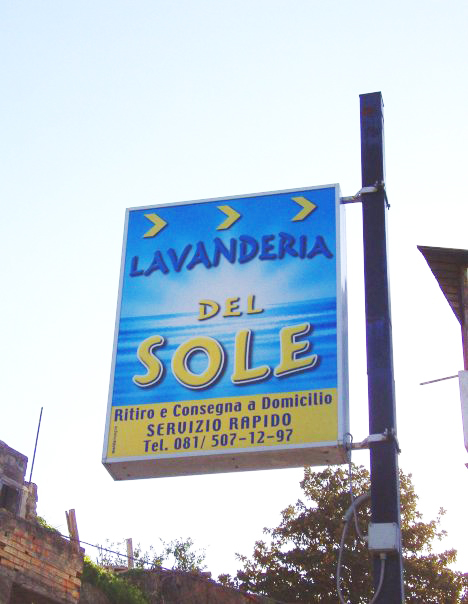 LAVANDERIA
DEL
SOLE
Ritiro e Consegna a Domicilio
SERVIZIO RAPIDO
Tel. 081/ 507-12-97